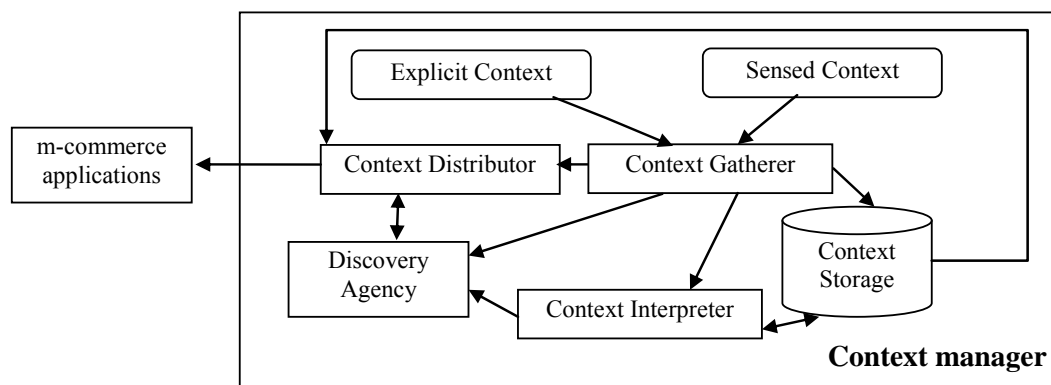 Explicit Context
Sensed Context
m-commerce
applications
Context Distributor
Context Gatherer
Discovery
Agency
Context
Storage
Context Interpreter
Context manager